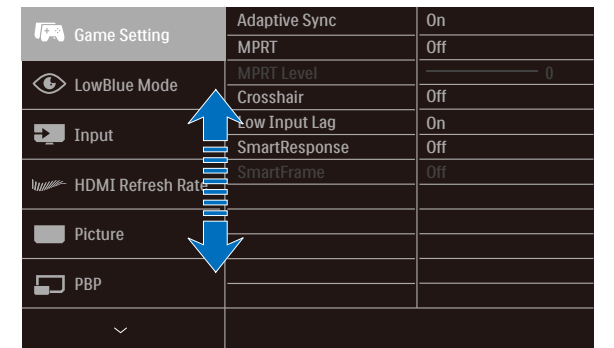 Game Setting
LowBlue Mode
Input
HDMI Refresh Rate
Picture
PBP
Adaptive Sync On
MPRT Off
MPRT Level 0
Crosshair Off
Low Input Lag On
SmartResponse Off
SmartFrame Off